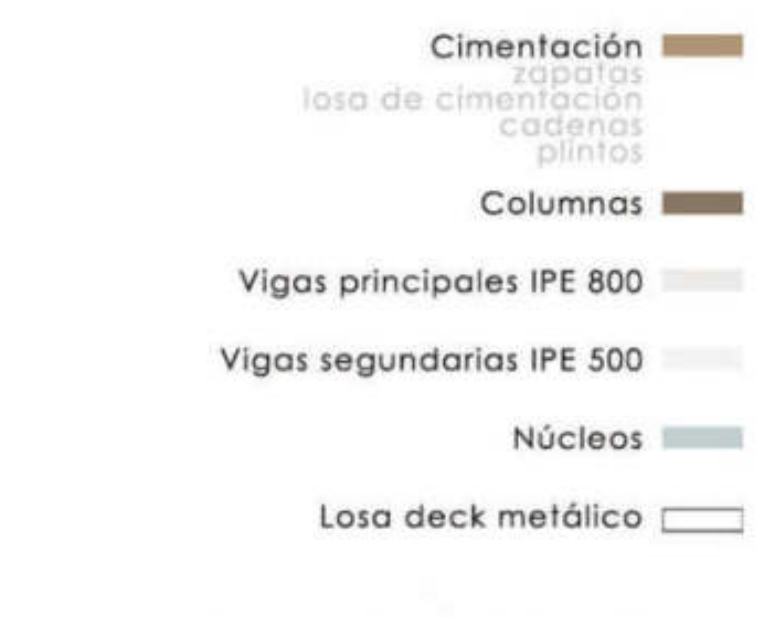 Cimentación
zapatas
losa de cimentación
cadenas
plintos
Columnas
Vigas principales IPE 800
Vigas segundarias IPE 500
Núcleos
Losa deck metálico